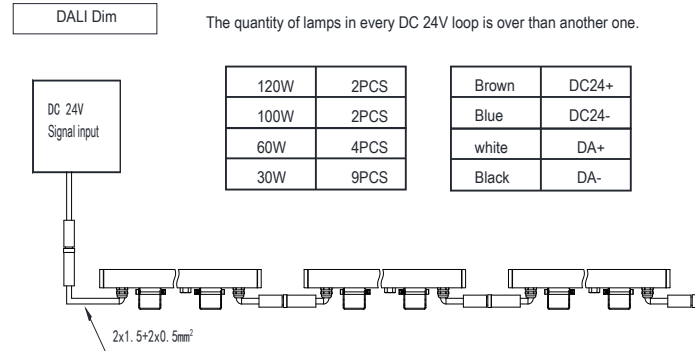 DALI Dim
The quantity of lamps in every DC 24V loop is over than another one.
DC 24V
Signal input
120W 2PCS
100W 2PCS
60W 4PCS
30W 9PCS
Brown DC24+
Blue DC24-
white DA+
Black DA-
2x1.5+2x0.5mm²